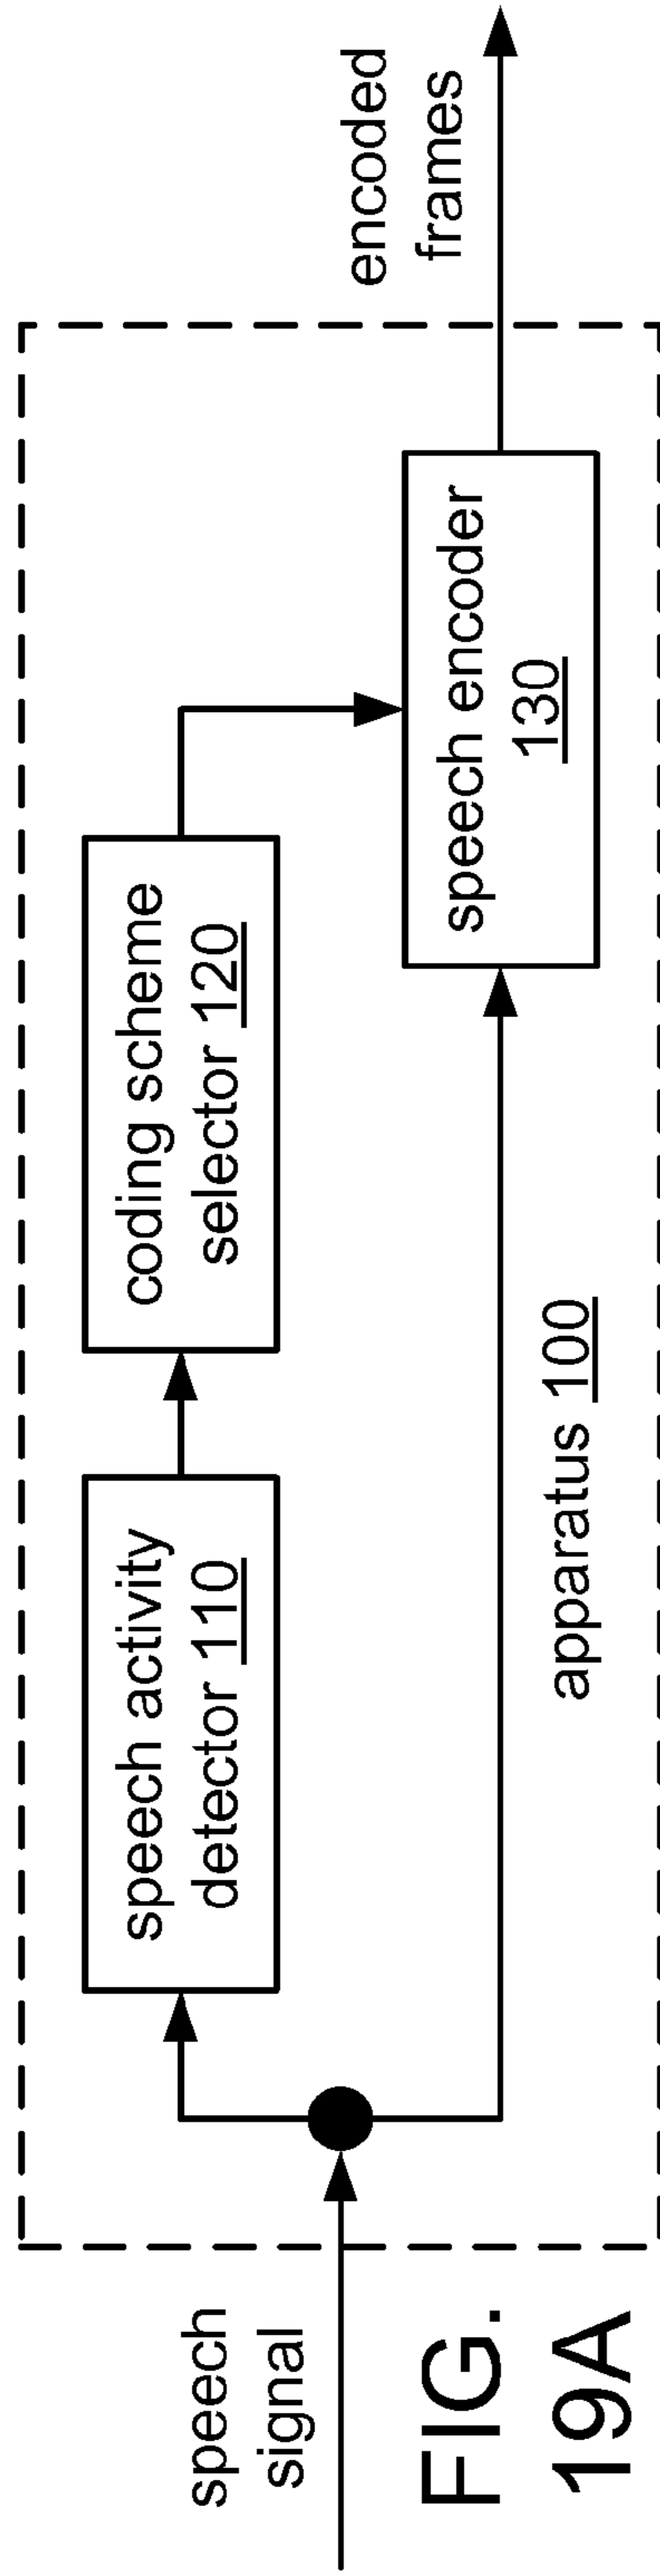 speech
signal
speech activity
detector 110
coding scheme
selector 120
speech encoder
130
encoded
frames
apparatus 100
FIG.
19A